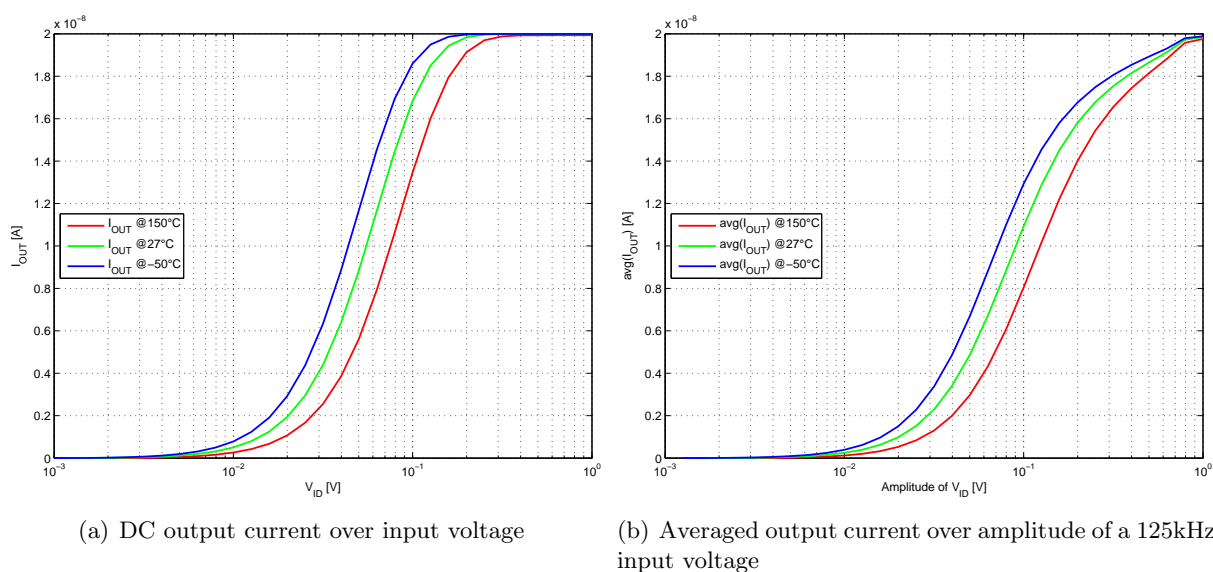 x 10⁻⁸
2
1.8
1.6
1.4
1.2
1
0.8
0.6
0.4
0.2
0
I_OUT [A]
I_OUT @150°C
I_OUT @27°C
I_OUT @−50°C
10⁻³ 10⁻² 10⁻¹ 10⁰
V_ID [V]
(a) DC output current over input voltage
x 10⁻⁸
2
1.8
1.6
1.4
1.2
1
0.8
0.6
0.4
0.2
0
avg(I_OUT) [A]
avg(I_OUT) @150°C
avg(I_OUT) @27°C
avg(I_OUT) @−50°C
10⁻³ 10⁻² 10⁻¹ 10⁰
Amplitude of V_ID [V]
(b) Averaged output current over amplitude of a 125kHz
input voltage